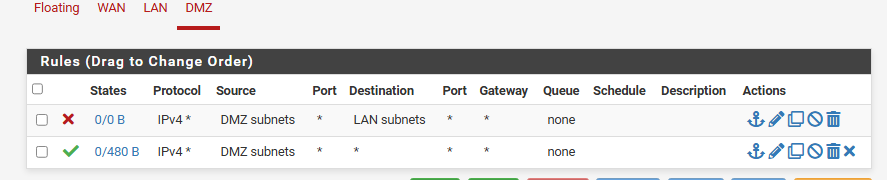 Floating WAN LAN DMZ
Rules (Drag to Change Order)
States Protocol Source Port Destination Port Gateway Queue Schedule Description Actions
0/0 B IPv4 * DMZ subnets * LAN subnets * * none
0/480 B IPv4 * DMZ subnets * * * * none